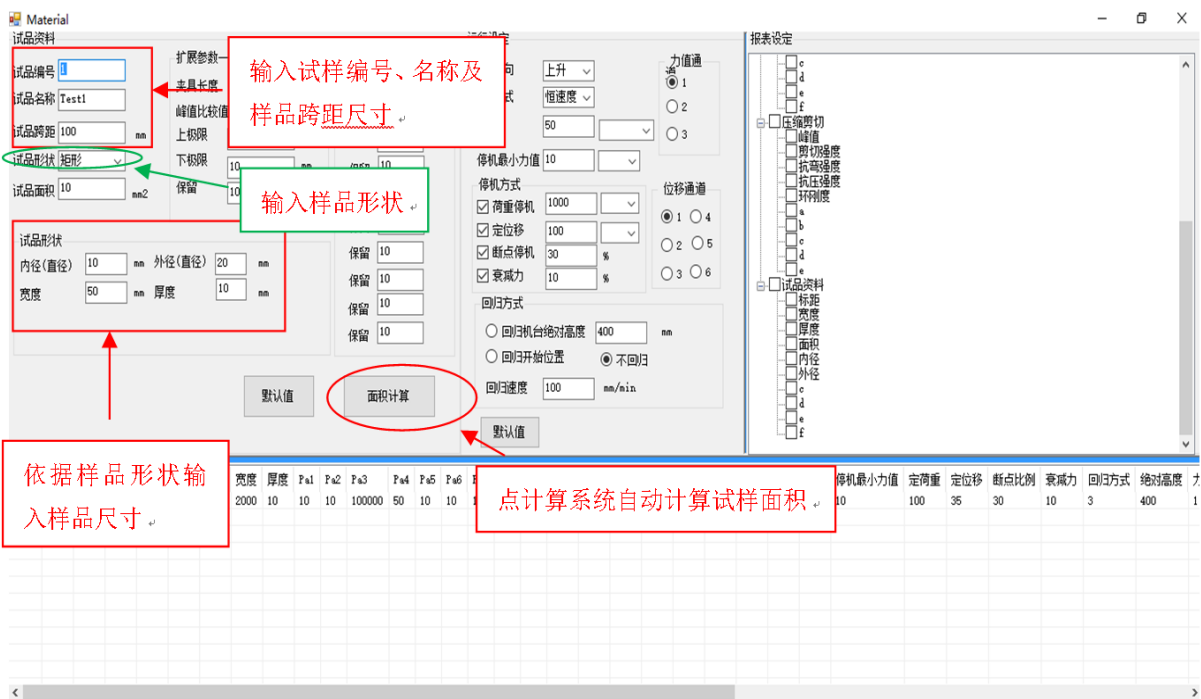 Material
试品资料
试品编号 1
试品名称 Test1
试品跨距 100 mm
试品形状 矩形
试品面积 10 mm2
扩展参数
夹具长度
峰值比较值
上极限
下极限 10
保留 10
输入试样编号、名称及
样品跨距尺寸
输入样品形状
试品形状
内径(直径) 10 mm 外径(直径) 20 mm
宽度 50 mm 厚度 10 mm
保留 10
保留 10
保留 10
保留 10
默认值
面积计算
向 上升
式 恒速度
50
停机最小力值 10
停机方式
荷重停机 1000
定位移 100
断点停机 30 %
衰减力 10 %
力值通道
1
2
3
位移通道
1 4
2 5
3 6
回归方式
回归机台绝对高度 400 mm
回归开始位置 不回归
回归速度 100 mm/min
默认值
报表设定
c
d
e
f
压缩剪切
峰值
剪切强度
抗弯强度
抗压强度
环刚度
a
b
c
d
e
试品资料
标距
宽度
厚度
面积
内径
外径
c
d
e
f
依据样品形状输
入样品尺寸
点计算系统自动计算试样面积
宽度 厚度 Pa1 Pa2 Pa3 Pa4 Pa5 Pa6 停机最小力值 定荷重 定位移 断点比例 衰减力 回归方式 绝对高度 力
2000 10 10 10 100000 50 10 10 10 100 35 30 10 3 400 1